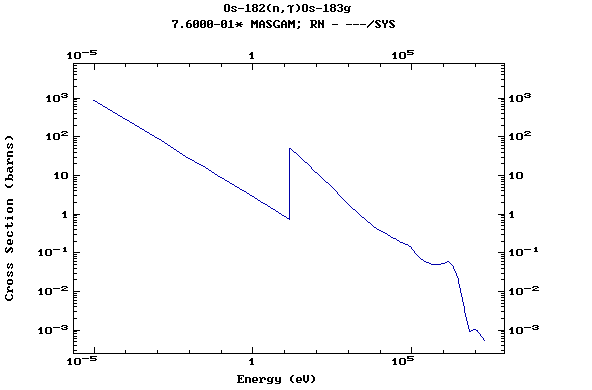 Os-182(n,γ)Os-183g
7.6000-01* MASGAM; RN - ---/SYS
10-5 1 105
103 103
102 102
10 10
1 1
10-1 10-1
10-2 10-2
10-3 10-3
10-5 1 105
Cross Section (barns)
Energy (eV)